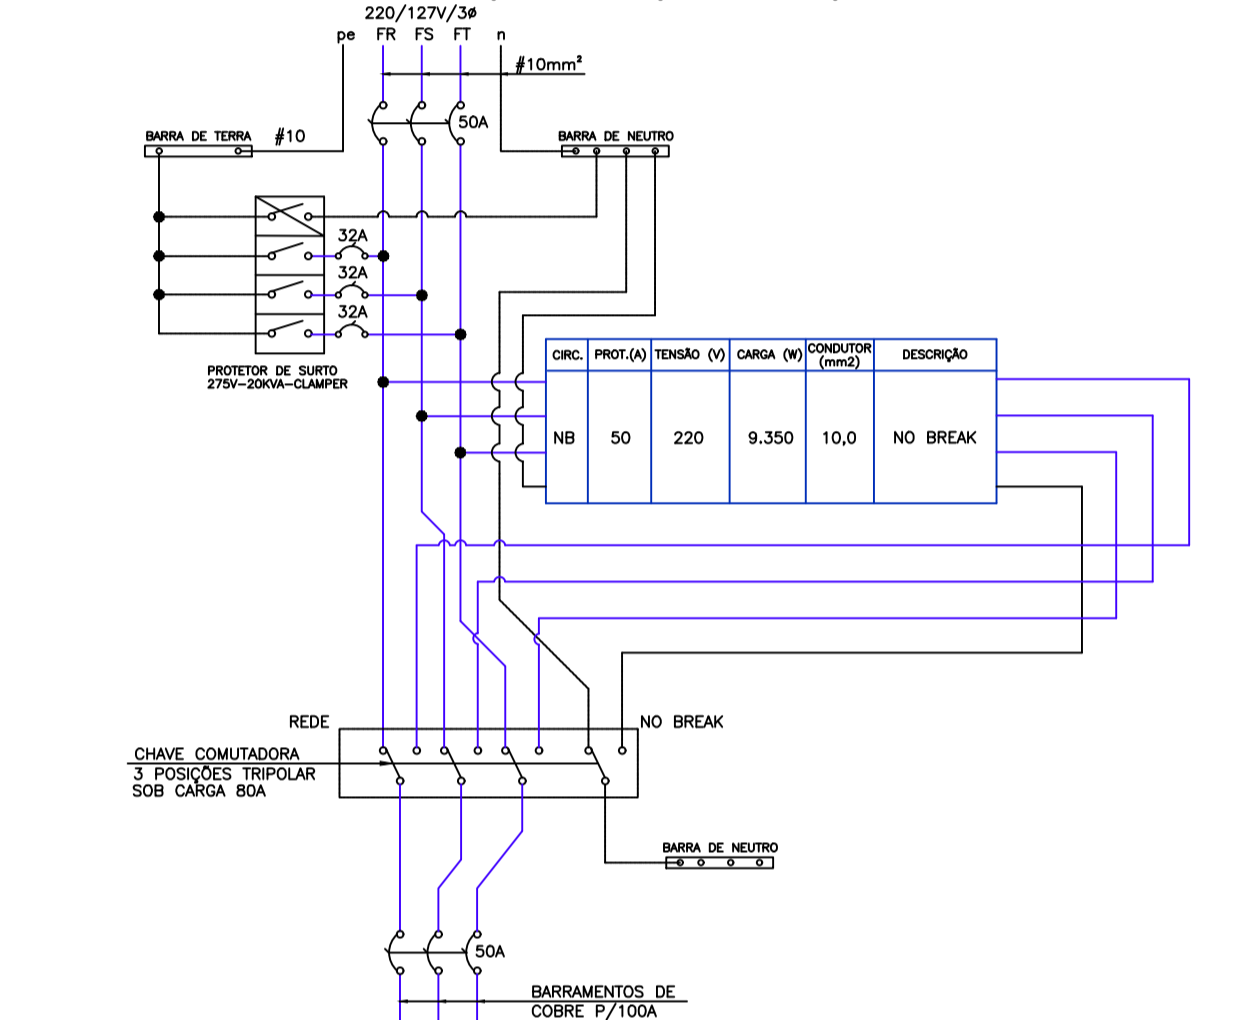 220/127V/3ø
pe FR FS FT n
#10mm²
50A
BARRA DE TERRA #10
BARRA DE NEUTRO
32A
32A
32A
PROTETOR DE SURTO
275V-20KVA-CLAMPER
CIRC. PROT.(A) TENSÃO (V) CARGA (W) CONDUTOR (mm2) DESCRIÇÃO
NB 50 220 9.350 10,0 NO BREAK
REDE
NO BREAK
CHAVE COMUTADORA
3 POSIÇÕES TRIPOLAR
SOB CARGA 80A
BARRA DE NEUTRO
50A
BARRAMENTOS DE
COBRE P/100A